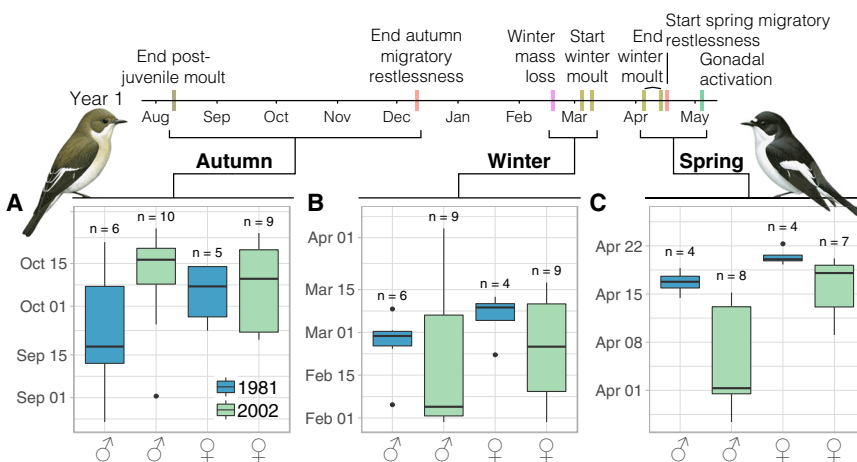 End post-
juvenile moult
End autumn
migratory
restlessness
Winter
mass
loss
Start
winter
moult
End
winter
moult
Start spring migratory
restlessness
Gonadal
activation
Year 1
Aug Sep Oct Nov Dec Jan Feb Mar Apr May
Autumn Winter Spring
A
n = 6
n = 10
n = 5
n = 9
Oct 15
Oct 01
Sep 15
Sep 01
1981
2002
♂ ♂ ♀ ♀
B
n = 6
n = 9
n = 4
n = 9
Apr 01
Mar 15
Mar 01
Feb 15
Feb 01
♂ ♂ ♀ ♀
C
n = 4
n = 8
n = 4
n = 7
Apr 22
Apr 15
Apr 08
Apr 01
♂ ♂ ♀ ♀